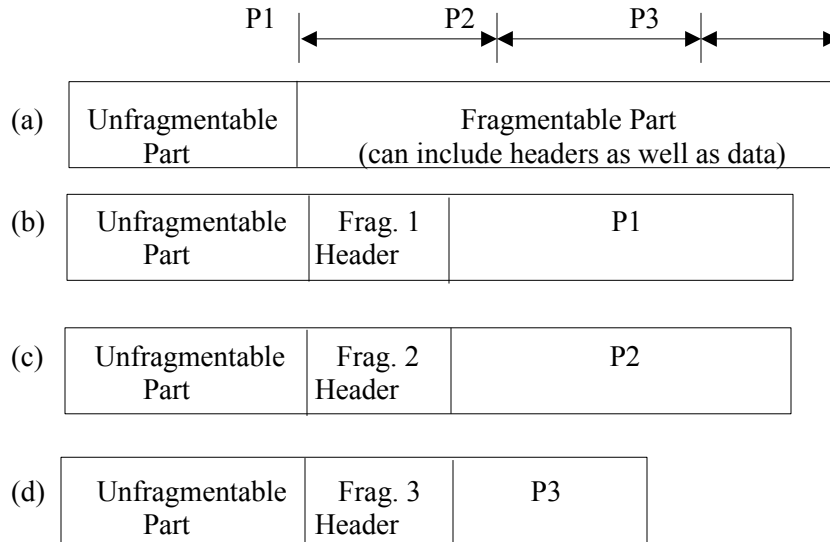 P1 P2 P3
(a) Unfragmentable Part Fragmentable Part
(can include headers as well as data)
(b) Unfragmentable Part Frag. 1 Header P1
(c) Unfragmentable Part Frag. 2 Header P2
(d) Unfragmentable Part Frag. 3 Header P3